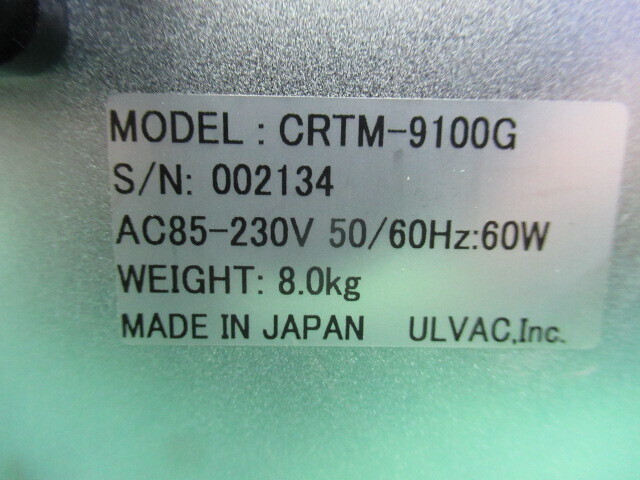 MODEL : CRTM-9100G
S/N: 002134
AC85-230V 50/60Hz:60W
WEIGHT: 8.0kg
MADE IN JAPAN ULVAC,Inc.